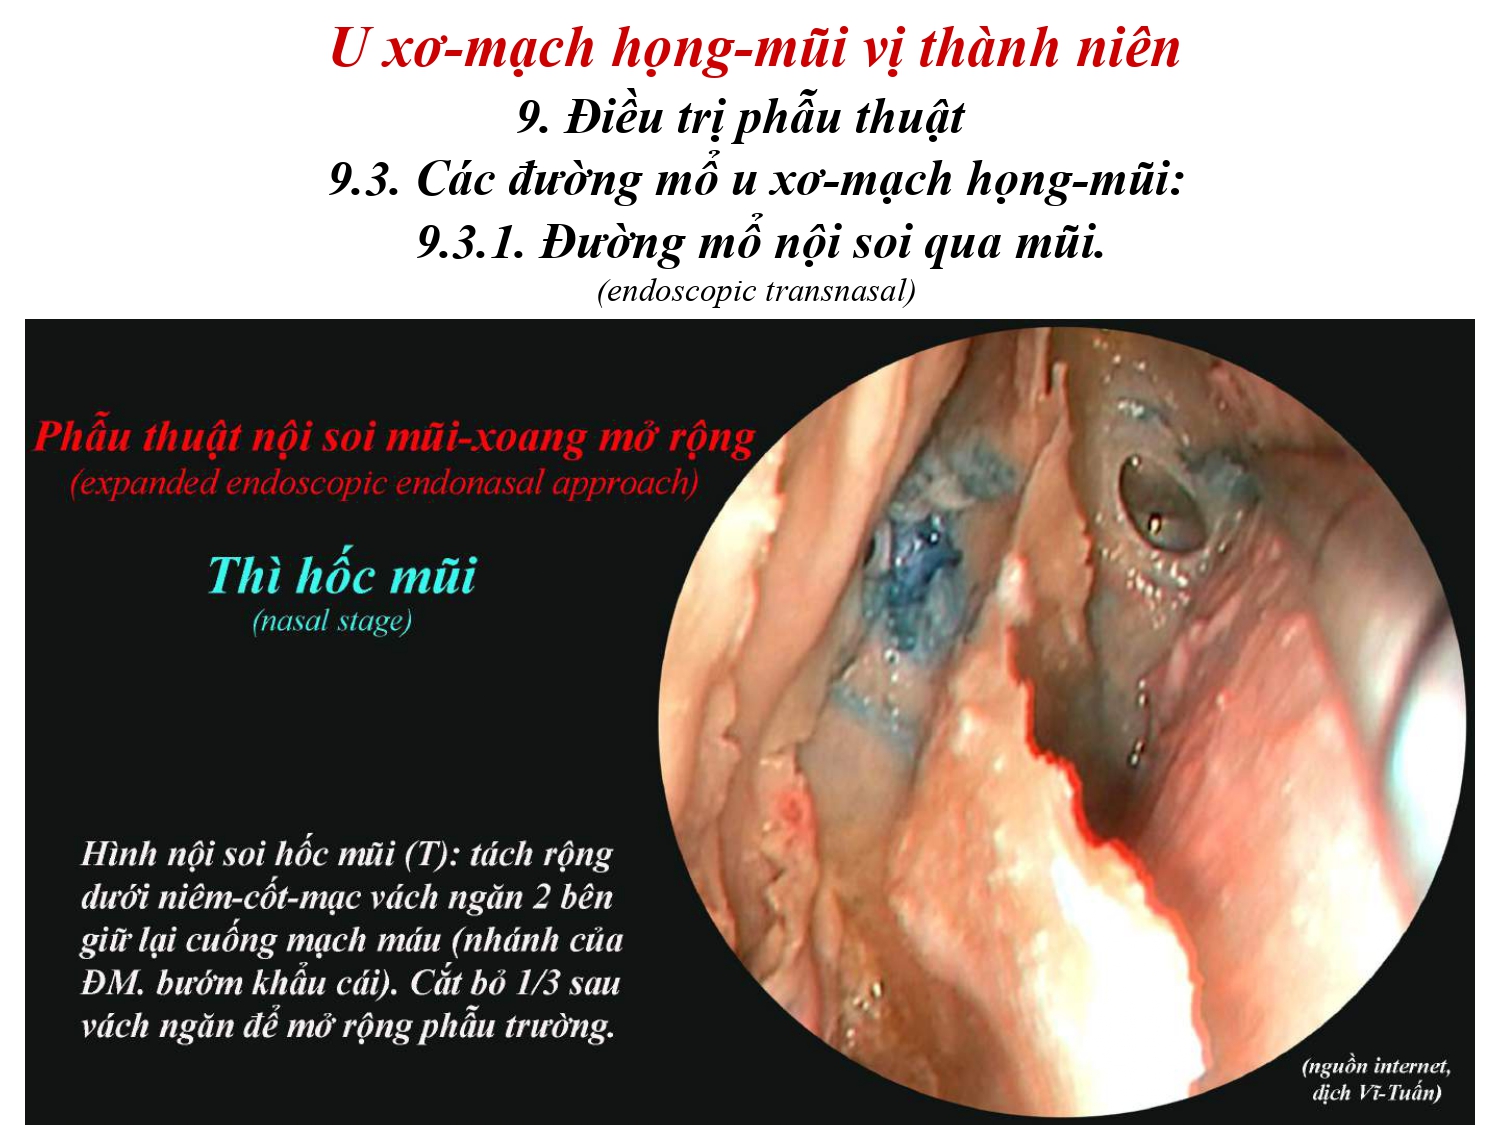 U xơ-mạch họng-mũi vị thành niên
9. Điều trị phẫu thuật
9.3. Các đường mổ u xơ-mạch họng-mũi:
9.3.1. Đường mổ nội soi qua mũi.
(endoscopic transnasal)
Phẫu thuật nội soi mũi-xoang mở rộng
(expanded endoscopic endonasal approach)
Thì hốc mũi
(nasal stage)
Hình nội soi hốc mũi (T): tách rộng
dưới niêm-cốt-mạc vách ngăn 2 bên
giữ lại cuống mạch máu (nhánh của
ĐM. bướm khẩu cái). Cắt bỏ 1/3 sau
vách ngăn để mở rộng phẫu trường.
(nguồn internet,
dịch Vĩ-Tuấn)